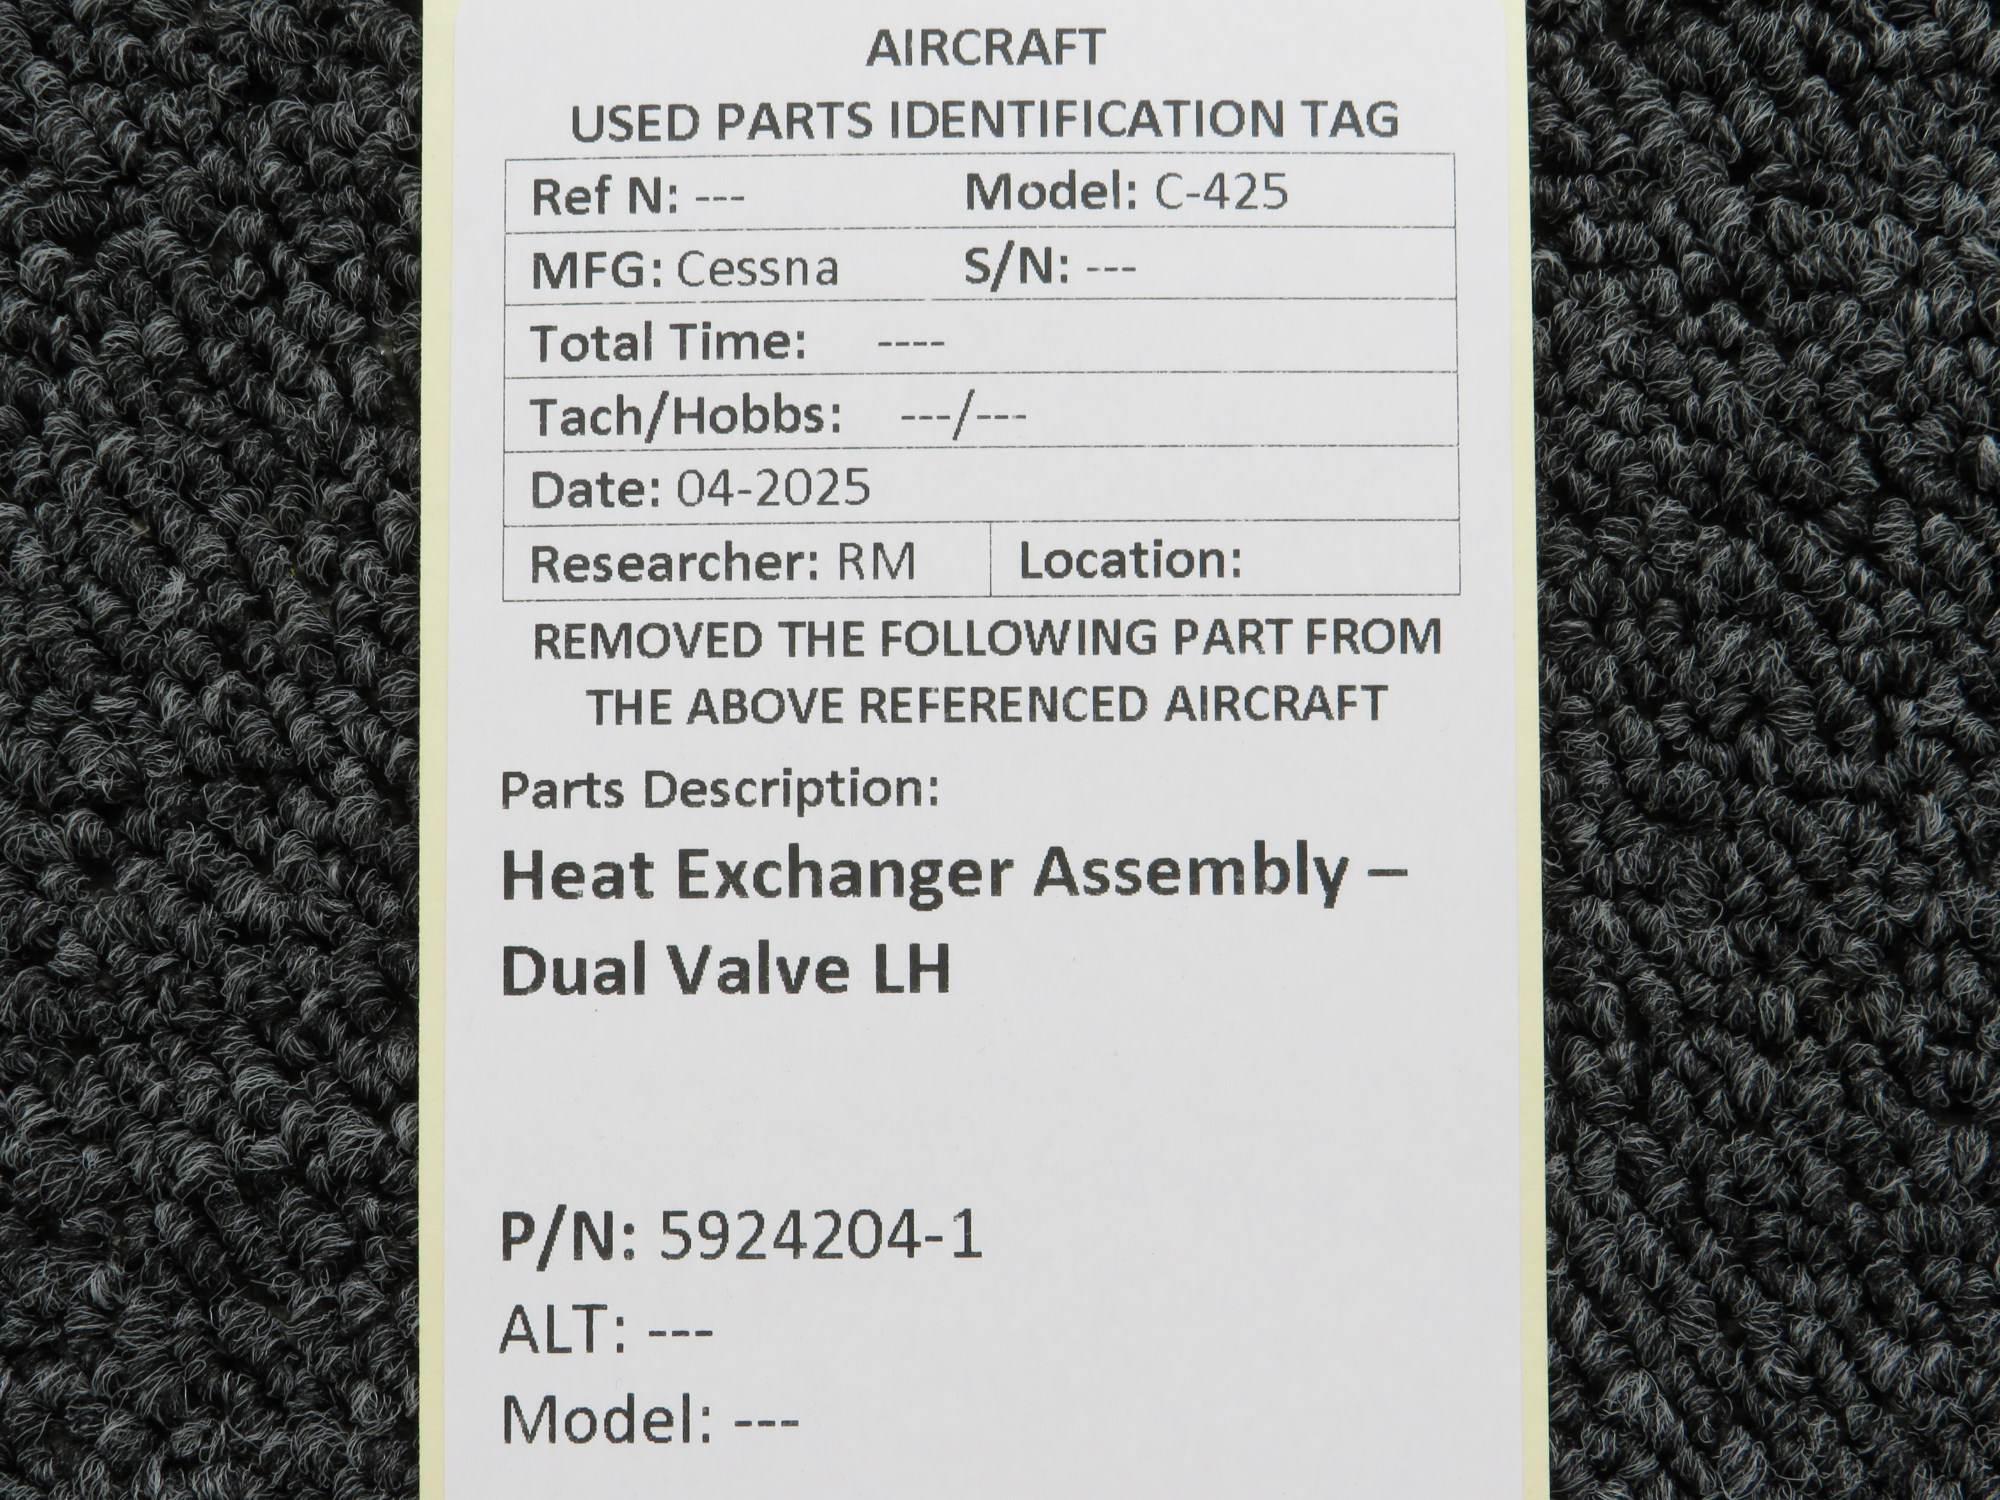 AIRCRAFT
USED PARTS IDENTIFICATION TAG
Ref N: --- Model: C-425
MFG: Cessna S/N: ---
Total Time: ----
Tach/Hobbs: ---/---
Date: 04-2025
Researcher: RM Location:
REMOVED THE FOLLOWING PART FROM
THE ABOVE REFERENCED AIRCRAFT
Parts Description:
Heat Exchanger Assembly –
Dual Valve LH
P/N: 5924204-1
ALT: ---
Model: ---